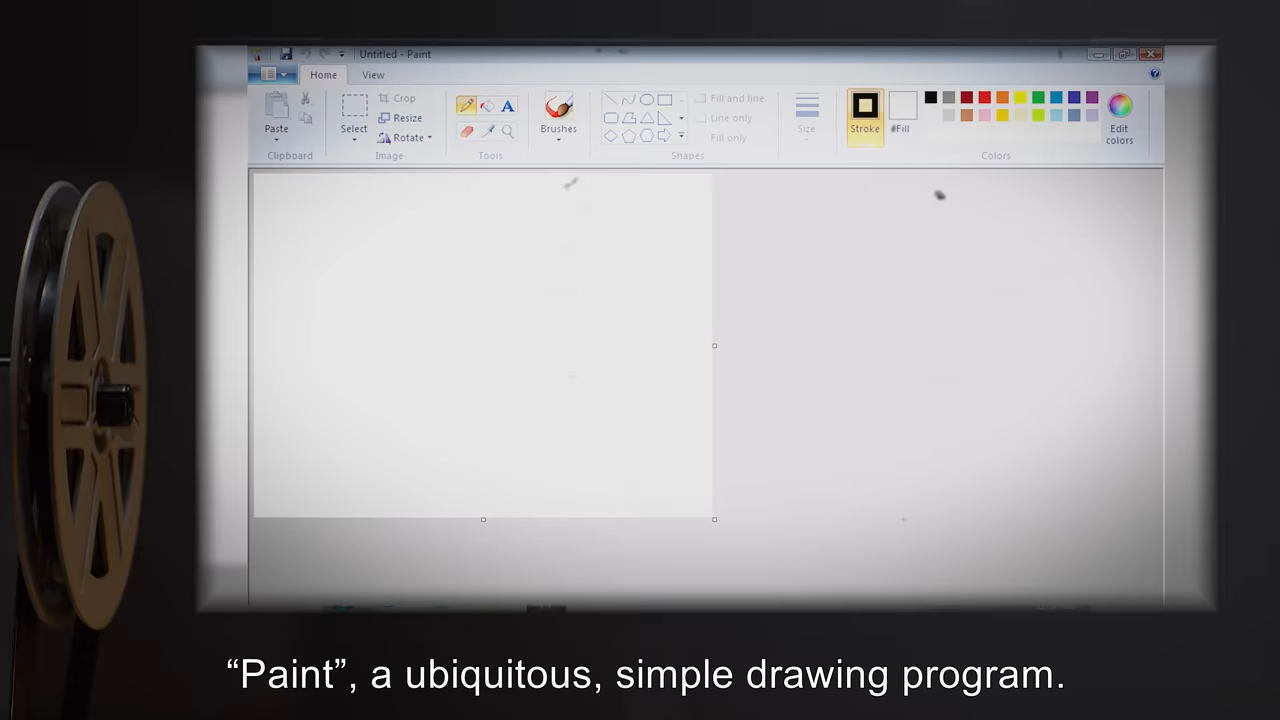 Untitled - Paint
Home View
Paste
Select
Crop
Resize
Rotate
A
Brushes
Fill and line
Line only
Fill only
Size
Stroke
#Fill
Edit
colors
Clipboard Image Tools Shapes Colors
“Paint”, a ubiquitous, simple drawing program.